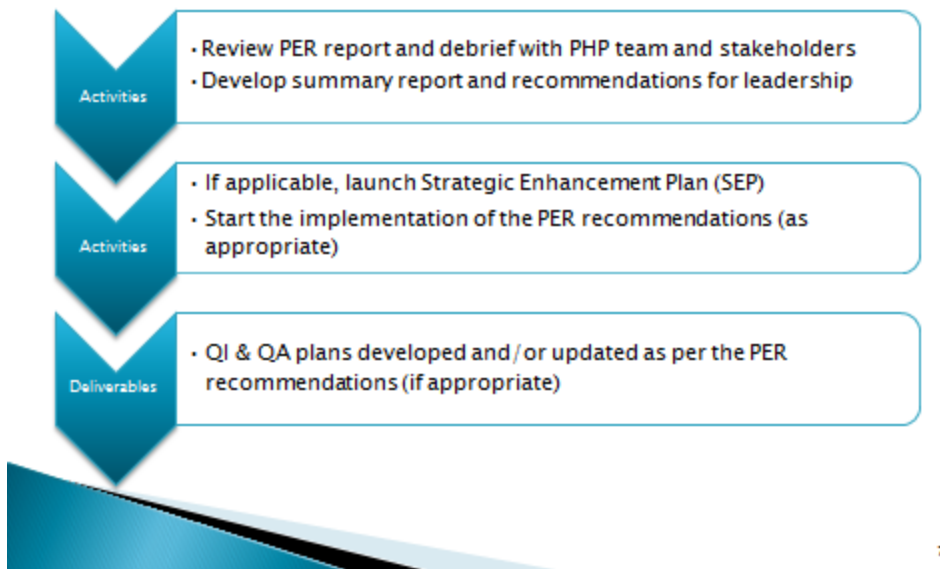 Activities
· Review PER report and debrief with PHP team and stakeholders
· Develop summary report and recommendations for leadership
Activities
· If applicable, launch Strategic Enhancement Plan (SEP)
· Start the implementation of the PER recommendations (as
appropriate)
Deliverables
· QI & QA plans developed and/or updated as per the PER
recommendations (if appropriate)